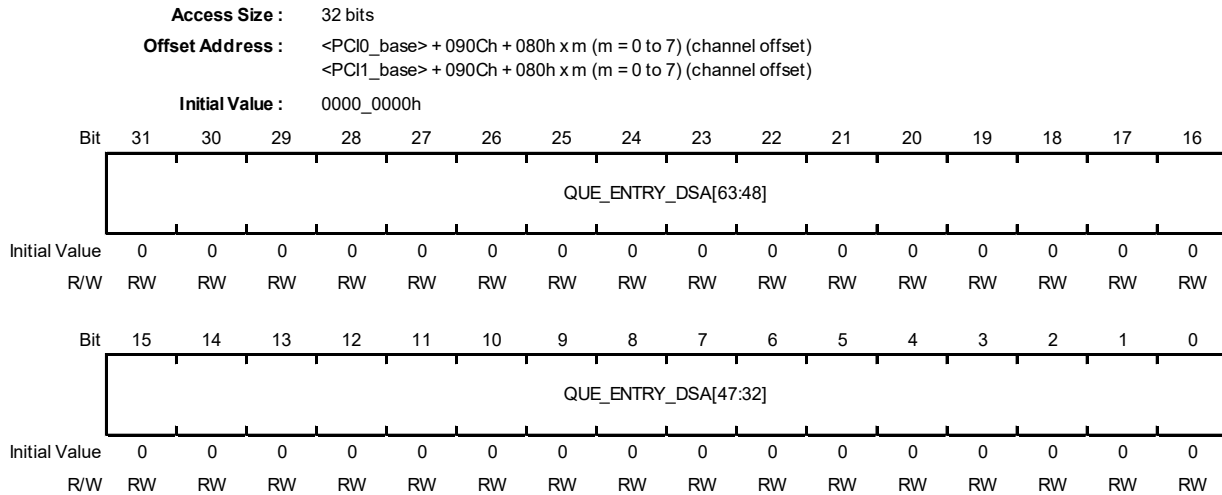 Access Size : 32 bits
Offset Address : <PCI0_base> + 090Ch + 080h x m (m = 0 to 7) (channel offset)
<PCI1_base> + 090Ch + 080h x m (m = 0 to 7) (channel offset)
Initial Value : 0000_0000h
Bit 31 30 29 28 27 26 25 24 23 22 21 20 19 18 17 16
QUE_ENTRY_DSA[63:48]
Initial Value 0 0 0 0 0 0 0 0 0 0 0 0 0 0 0 0
R/W RW RW RW RW RW RW RW RW RW RW RW RW RW RW RW RW
Bit 15 14 13 12 11 10 9 8 7 6 5 4 3 2 1 0
QUE_ENTRY_DSA[47:32]
Initial Value 0 0 0 0 0 0 0 0 0 0 0 0 0 0 0 0
R/W RW RW RW RW RW RW RW RW RW RW RW RW RW RW RW RW